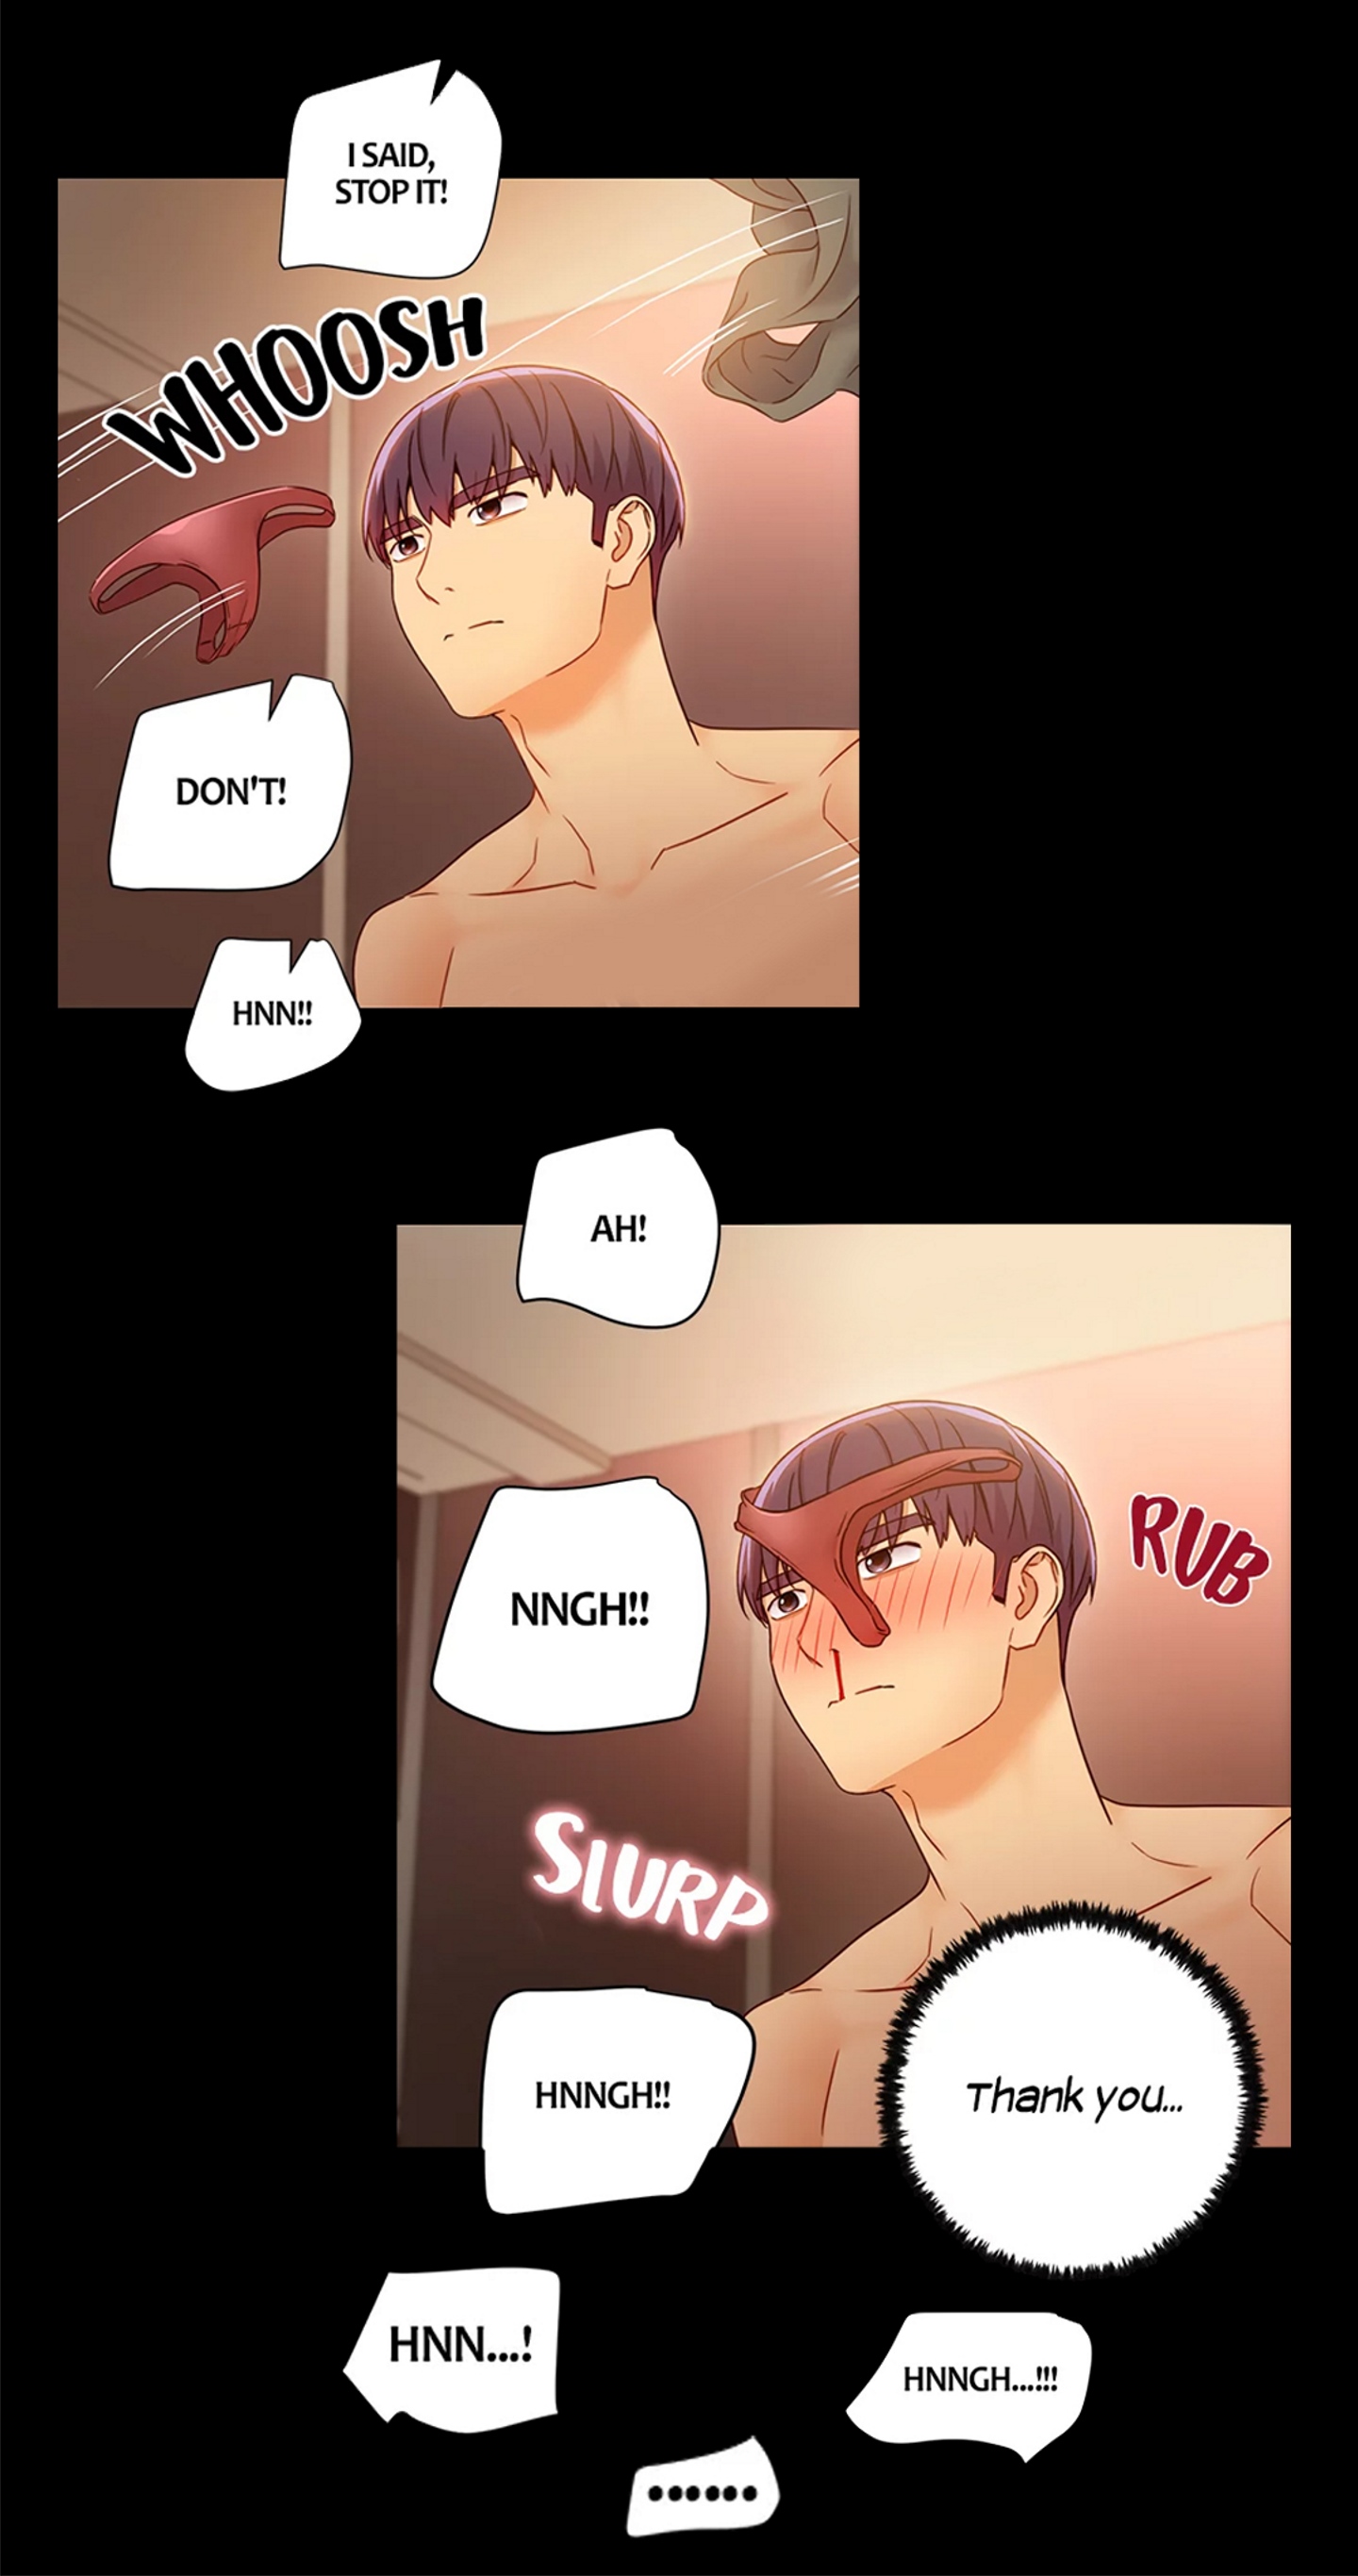 I SAID,
STOP IT!
WHOOSH
DON'T!
HNN!!
AH!
RUB
NNGH!!
SLURP
HNNGH!!
Thank you...
HNN...!
HNNGH...!!!
••••••